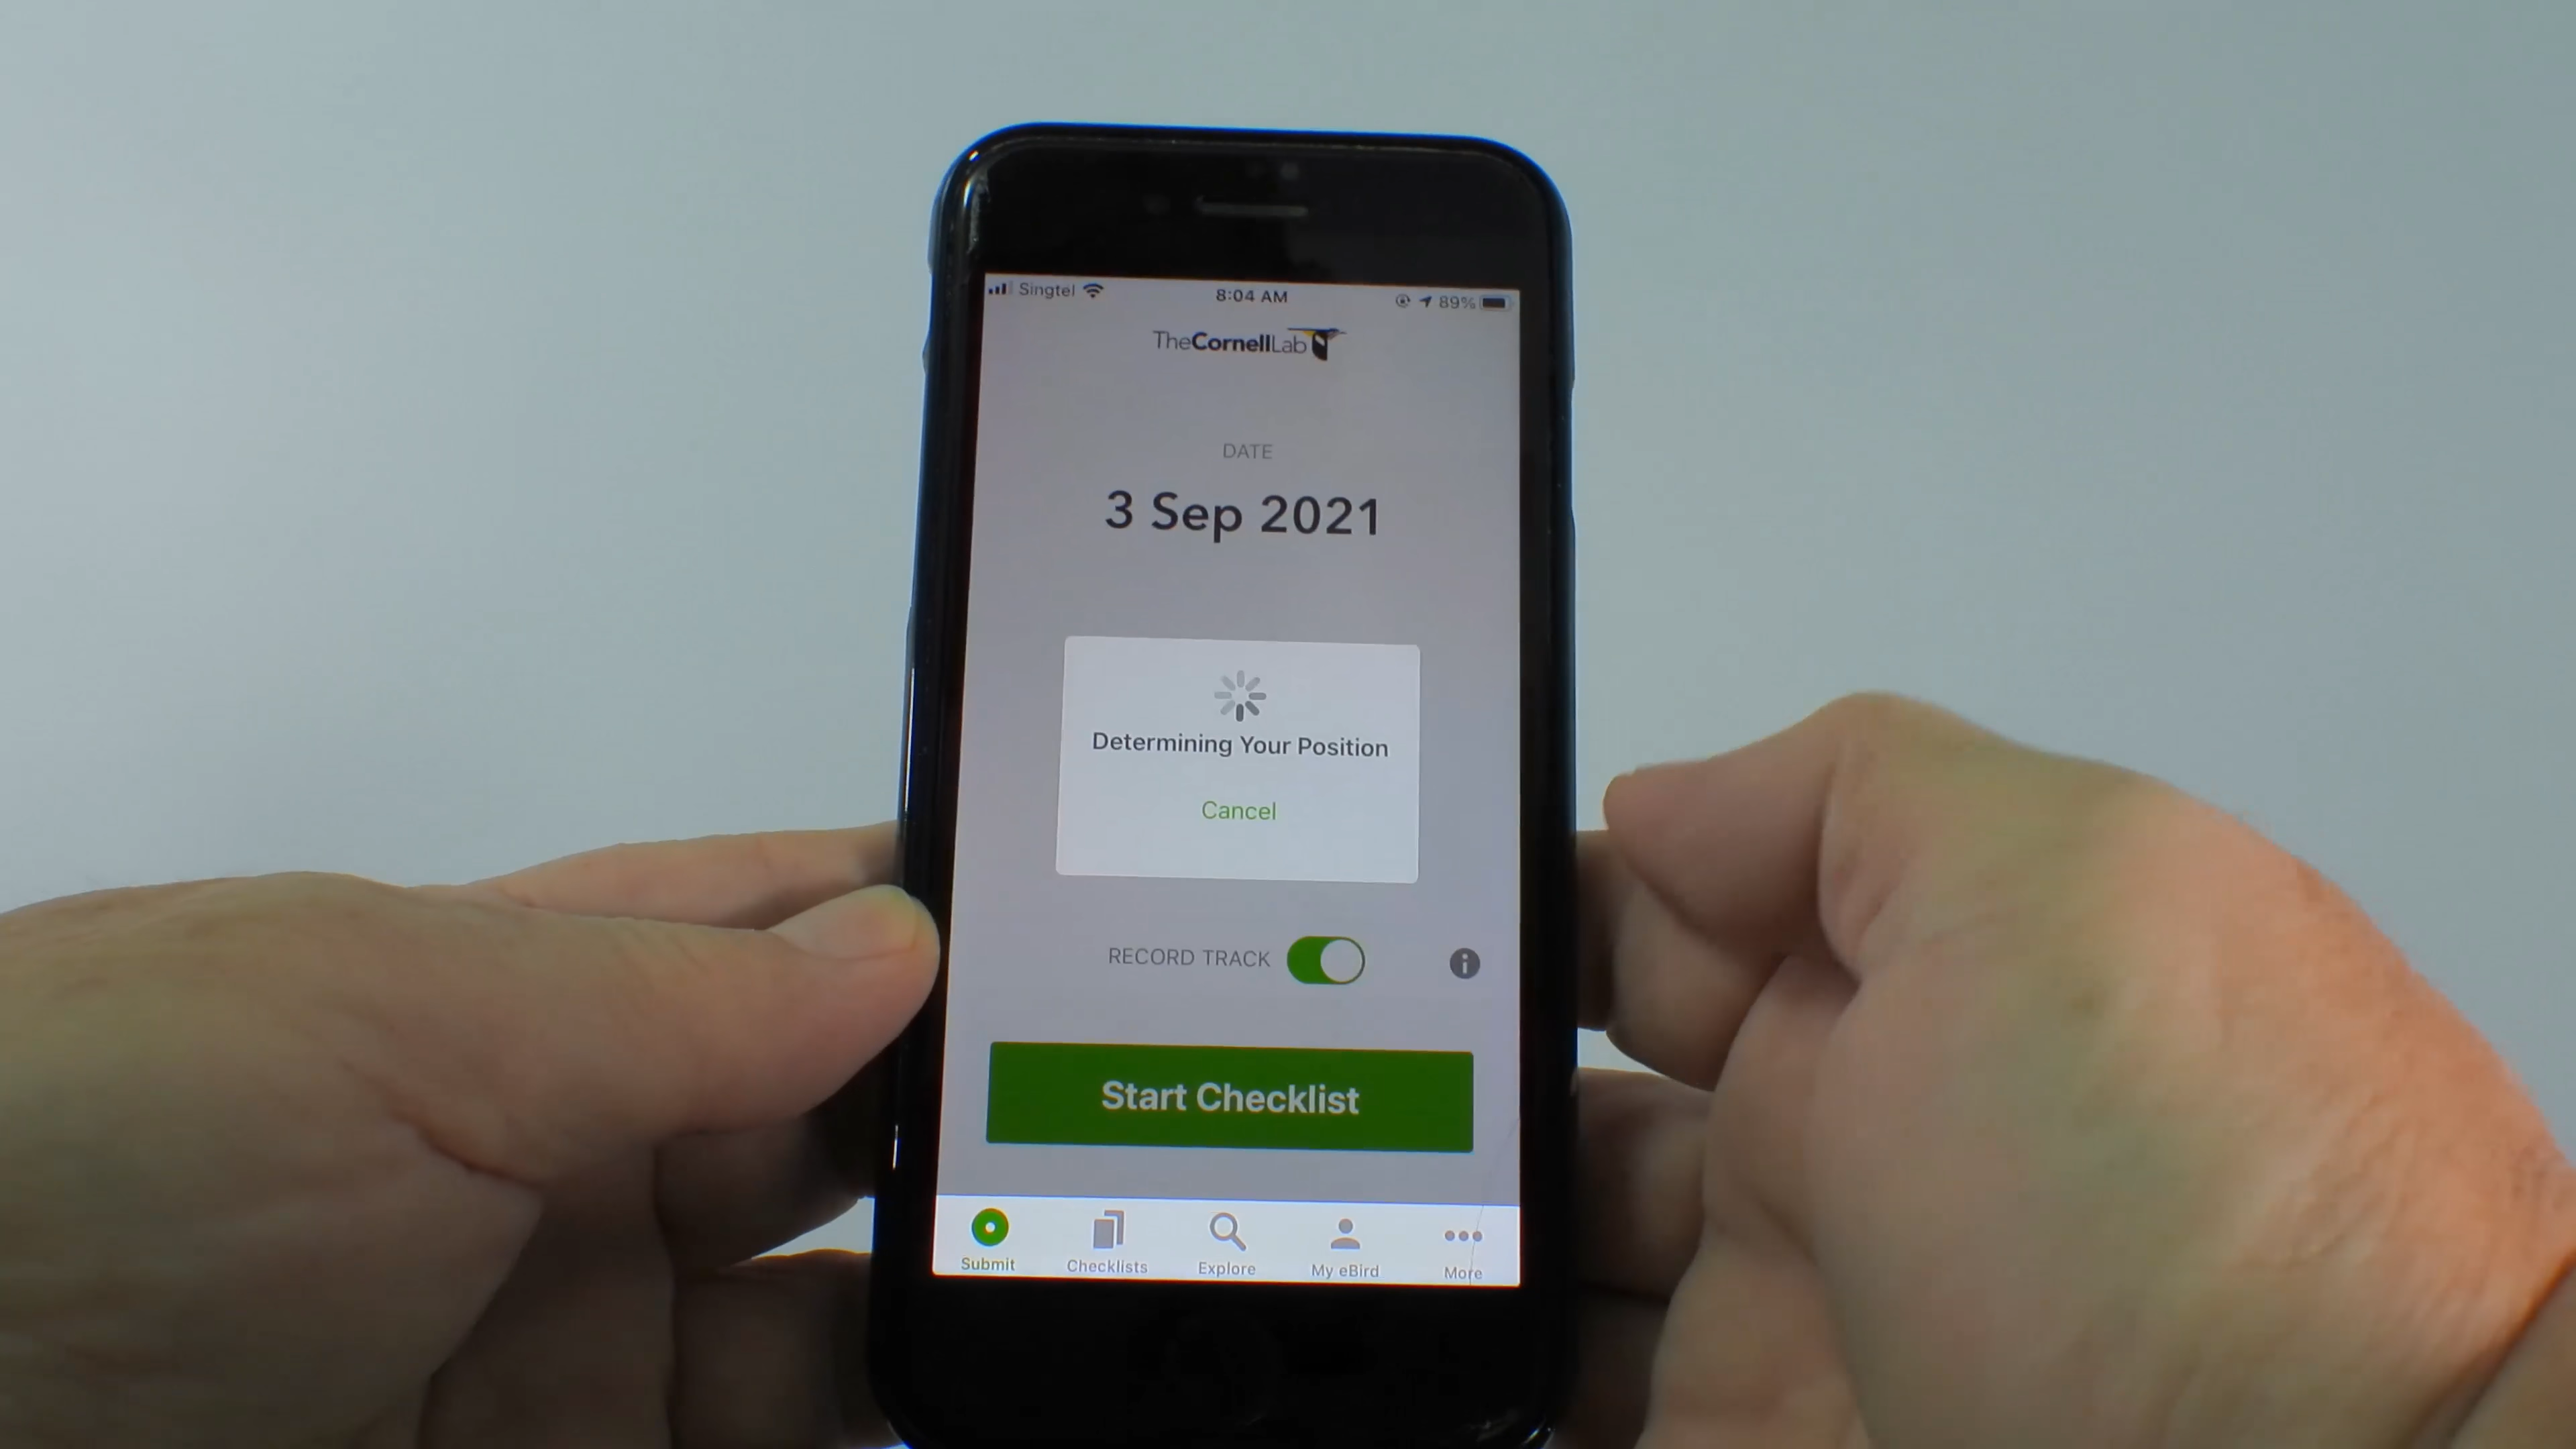 Singtel 8:04 AM 89%
TheCornellLab
DATE
3 Sep 2021
Determining Your Position
Cancel
RECORD TRACK
Start Checklist
Submit Checklists Explore My eBird More